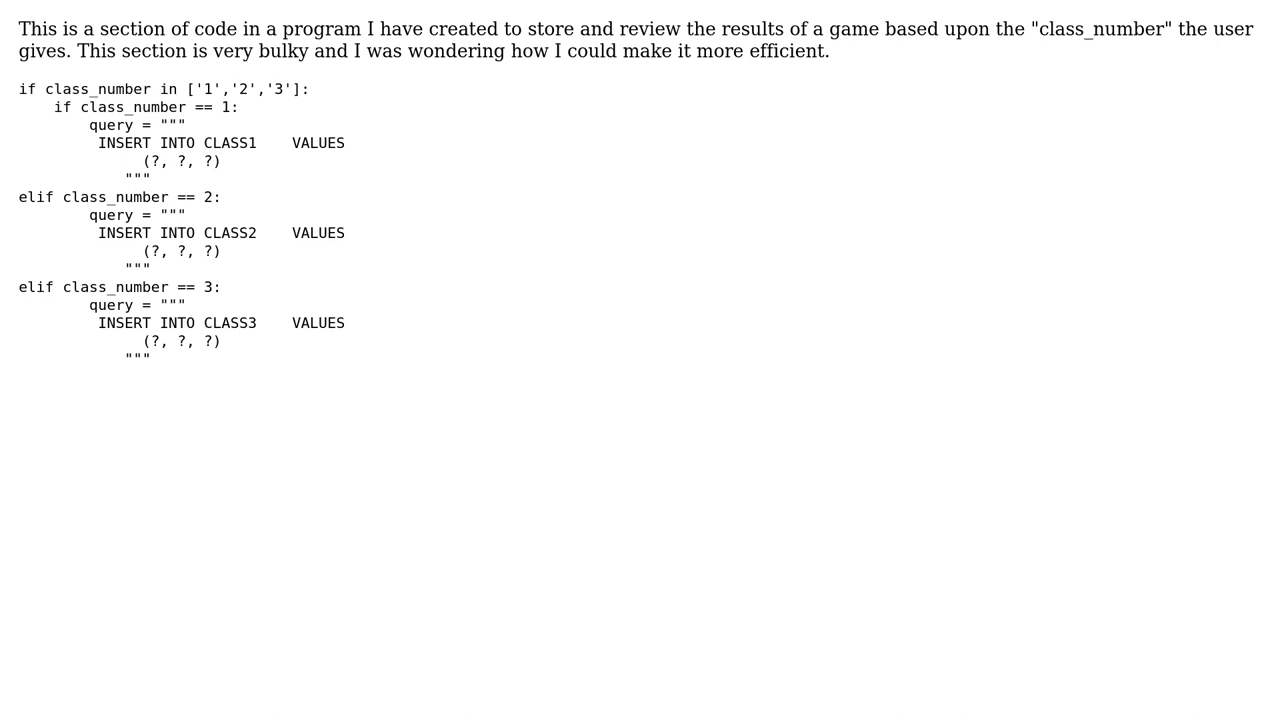 This is a section of code in a program I have created to store and review the results of a game based upon the "class_number" the user
gives. This section is very bulky and I was wondering how I could make it more efficient.
if class_number in ['1','2','3']:
    if class_number == 1:
        query = """
         INSERT INTO CLASS1    VALUES
              (?, ?, ?)
            """
elif class_number == 2:
        query = """
         INSERT INTO CLASS2    VALUES
              (?, ?, ?)
            """
elif class_number == 3:
        query = """
         INSERT INTO CLASS3    VALUES
              (?, ?, ?)
            """